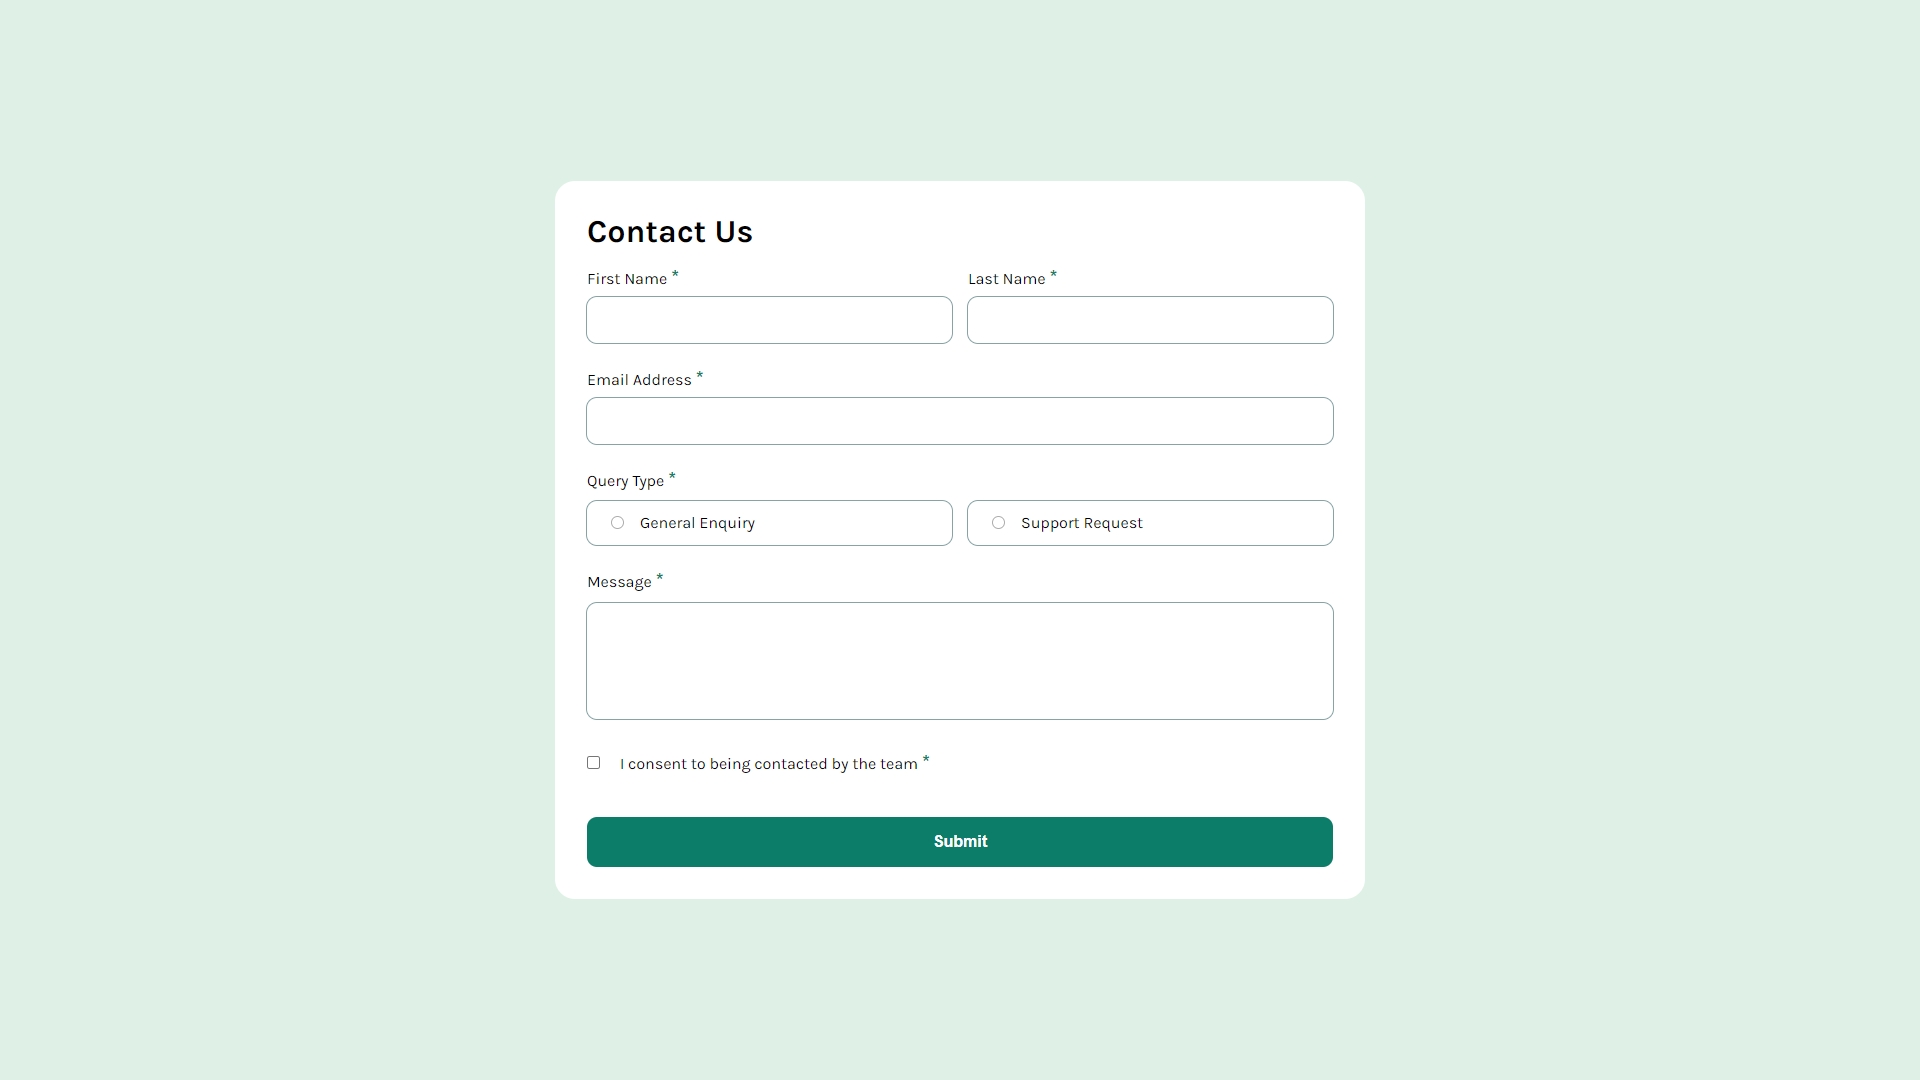 Contact Us
First Name * Last Name *
Email Address *
Query Type *
General Enquiry Support Request
Message *
I consent to being contacted by the team *
Submit